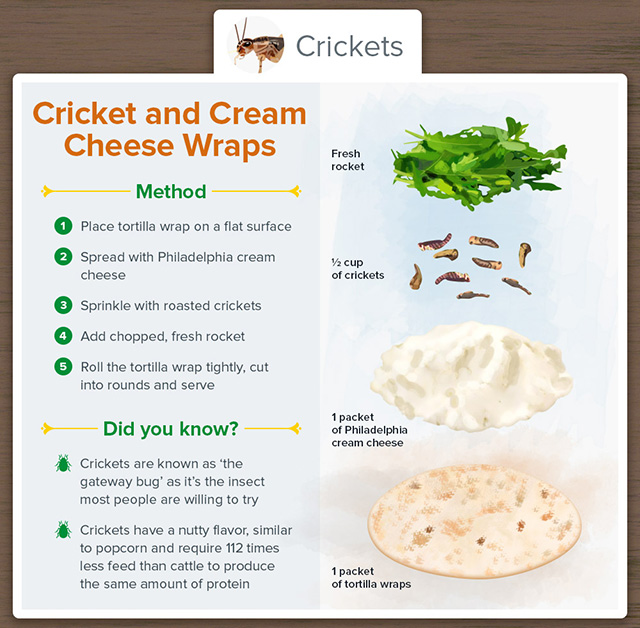 Crickets
Cricket and Cream
Cheese Wraps
Method
1 Place tortilla wrap on a flat surface
2 Spread with Philadelphia cream
cheese
3 Sprinkle with roasted crickets
4 Add chopped, fresh rocket
5 Roll the tortilla wrap tightly, cut
into rounds and serve
Did you know?
Crickets are known as ‘the
gateway bug’ as it’s the insect
most people are willing to try
Crickets have a nutty flavor, similar
to popcorn and require 112 times
less feed than cattle to produce
the same amount of protein
Fresh
rocket
½ cup
of crickets
1 packet
of Philadelphia
cream cheese
1 packet
of tortilla wraps